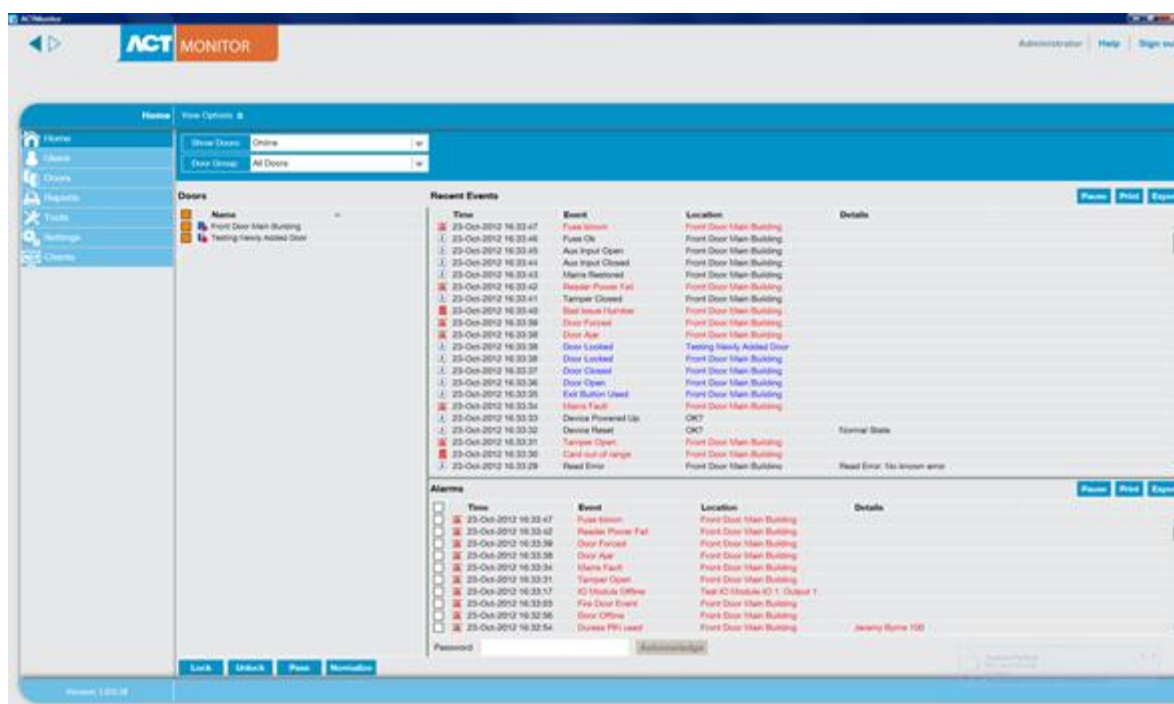 ACTMonitor
ACT MONITOR
Administrator Help Sign
Home View Options
Home
Users
Doors
Reports
Tools
Settings
Clients
Show Doors: Online
Door Group: All Doors
Doors
Name
Front Door Main Building
Testing Newly Added Door
Recent Events
Pause Print
Time Event Location Details
23-Oct-2012 16:33:47 Fuse blown Front Door Main Building
23-Oct-2012 16:33:46 Fuse Ok Front Door Main Building
23-Oct-2012 16:33:45 Aux Input Open Front Door Main Building
23-Oct-2012 16:33:44 Aux Input Closed Front Door Main Building
23-Oct-2012 16:33:43 Mains Restored Front Door Main Building
23-Oct-2012 16:33:42 Reader Power Fail Front Door Main Building
23-Oct-2012 16:33:41 Tamper Closed Front Door Main Building
23-Oct-2012 16:33:40 Bad Issue Number Front Door Main Building
23-Oct-2012 16:33:39 Door Forced Front Door Main Building
23-Oct-2012 16:33:38 Door Ajar Front Door Main Building
23-Oct-2012 16:33:38 Door Locked Testing Newly Added Door
23-Oct-2012 16:33:38 Door Locked Front Door Main Building
23-Oct-2012 16:33:37 Door Closed Front Door Main Building
23-Oct-2012 16:33:36 Door Open Front Door Main Building
23-Oct-2012 16:33:35 Exit Button Used Front Door Main Building
23-Oct-2012 16:33:34 Mains Fault Front Door Main Building
23-Oct-2012 16:33:33 Device Powered Up OK?
23-Oct-2012 16:33:32 Device Reset OK? Normal State
23-Oct-2012 16:33:31 Tamper Open Front Door Main Building
23-Oct-2012 16:33:30 Card out of range Front Door Main Building
23-Oct-2012 16:33:29 Read Error Front Door Main Building Read Error: No known error
Alarms
Pause Print
Time Event Location Details
23-Oct-2012 16:33:47 Fuse blown Front Door Main Building
23-Oct-2012 16:33:42 Reader Power Fail Front Door Main Building
23-Oct-2012 16:33:39 Door Forced Front Door Main Building
23-Oct-2012 16:33:38 Door Ajar Front Door Main Building
23-Oct-2012 16:33:34 Mains Fault Front Door Main Building
23-Oct-2012 16:33:31 Tamper Open Front Door Main Building
23-Oct-2012 16:33:17 IO Module Offline Test IO Module IO 1: Output 1
23-Oct-2012 16:33:03 Fire Door Event Front Door Main Building
23-Oct-2012 16:32:56 Door Offline Front Door Main Building
23-Oct-2012 16:32:54 Duress PIN used Front Door Main Building Jeremy Byrne 100
Password Acknowledge
Lock Unlock Pass Normalise
Version: